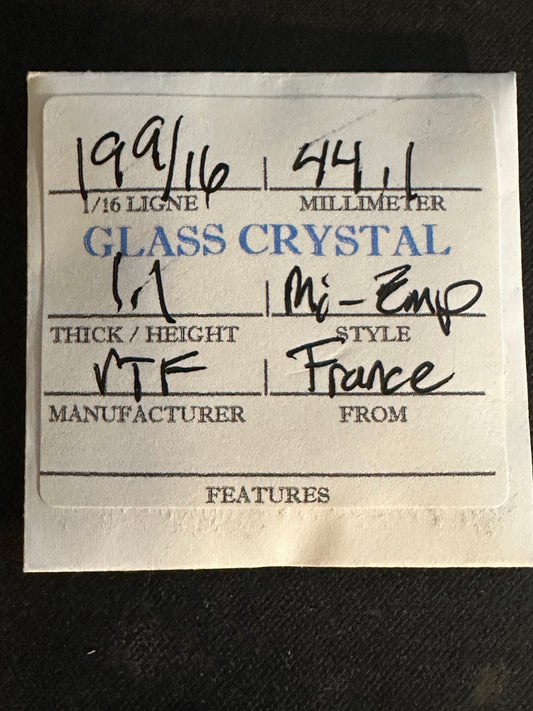 199/16 44.1
1/16 LIGNE MILLIMETER
GLASS CRYSTAL
1.1 Mi-Emp
THICK / HEIGHT STYLE
VTF France
MANUFACTURER FROM
FEATURES